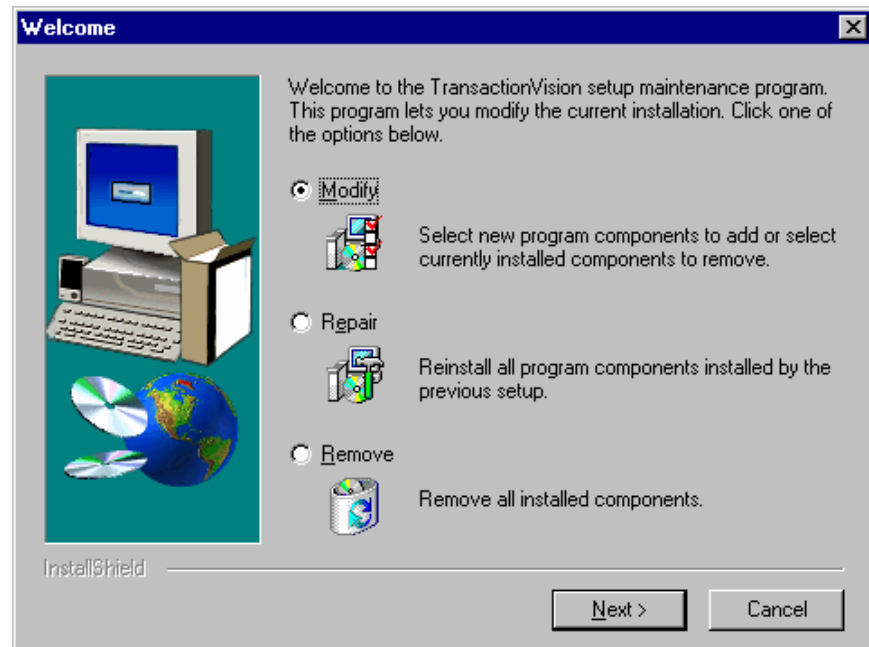 Welcome
Welcome to the TransactionVision setup maintenance program.
This program lets you modify the current installation. Click one of
the options below.
Modify
Select new program components to add or select
currently installed components to remove.
Repair
Reinstall all program components installed by the
previous setup.
Remove
Remove all installed components.
InstallShield
Next >
Cancel